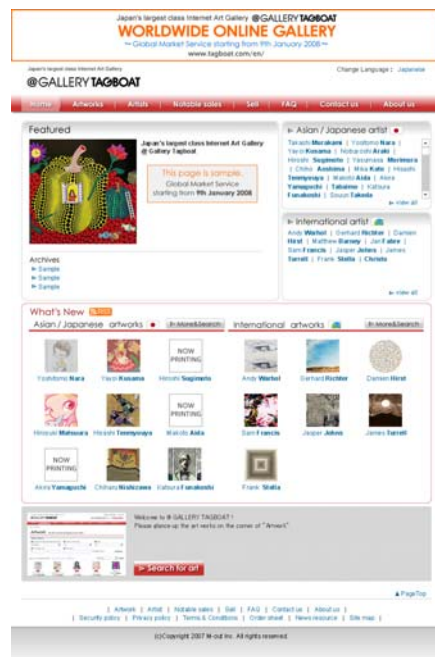 Japan's largest class Internet Art Gallery @GALLERY TAGBOAT
WORLDWIDE ONLINE GALLERY
~ Global Market Service starting from 9th January 2008 ~
www.tagboat.com/en/
Japan's largest class Internet Art Gallery
Change Language : Japanese
@GALLERY TAGBOAT
Home | Artworks | Artists | Notable sales | Sell | FAQ | Contact us | About us
Featured
Japan's largest class Internet Art Gallery
@ Gallery Tagboat
This page is sample.
Global Market Service
starting from 9th January 2008
Archives
Sample
Sample
Sample
Asian / Japanese artist
Takashi Murakami | Yoshitomo Nara |
Yayoi Kusama | Nobuyoshi Araki |
Hiroshi Sugimoto | Yasumasa Morimura
| Chiho Aoshima | Mika Kato | Hisashi
Tenmyouya | Makoto Aida | Akira
Yamaguchi | Tabaimo | Katsura
Funakoshi | Souun Takeda
view all
International artist
Andy Warhol | Gerhard Richter | Damien
Hirst | Matthew Barney | Jan Fabre |
Sam Francis | Jasper Johns | James
Turrell | Frank Stella | Christo
view all
What's New RSS
Asian / Japanese artworks
More&Search
International artworks
More&Search
NOW
PRINTING
Yoshitomo Nara
Yayoi Kusama
Hiroshi Sugimoto
Andy Warhol
Gerhard Richter
Damien Hirst
NOW
PRINTING
Hiroyuki Matsuura
Hisashi Tenmyouya
Makoto Aida
Sam Francis
Jasper Johns
James Turrell
NOW
PRINTING
Akira Yamaguchi
Chiharu Nishizawa
Katsura Funakoshi
Frank Stella
Welcome to @ GALLERY TAGBOAT !
Please glance up the art works on the corner of "Artwork"
Search for art
PageTop
| Artwork | Artist | Notable sales | Sell | FAQ | Contact us | About us |
| Security policy | Privacy policy | Terms & Conditions | Order sheet | News resource | Site map |
(c)Copyright 2007 M-out Inc. All rights reserved.